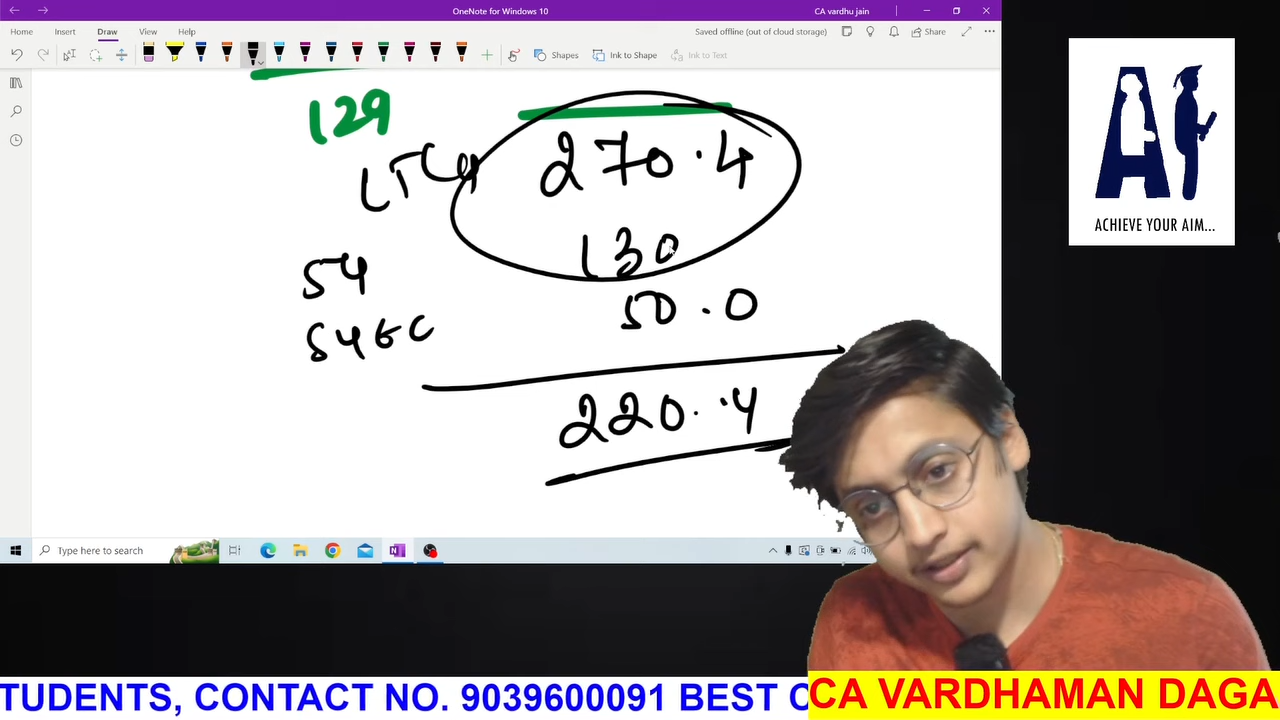 OneNote for Windows 10
CA vardhu jain
Home Insert Draw View Help
Saved offline (out of cloud storage)
Share
Shapes
Ink to Shape
Ink to Text
129
LTCG 270.4
54 130
54EC 50.0
220.4
ACHIEVE YOUR AIM...
Type here to search
TUDENTS, CONTACT NO. 9039600091 BEST C
CA VARDHAMAN DAGA